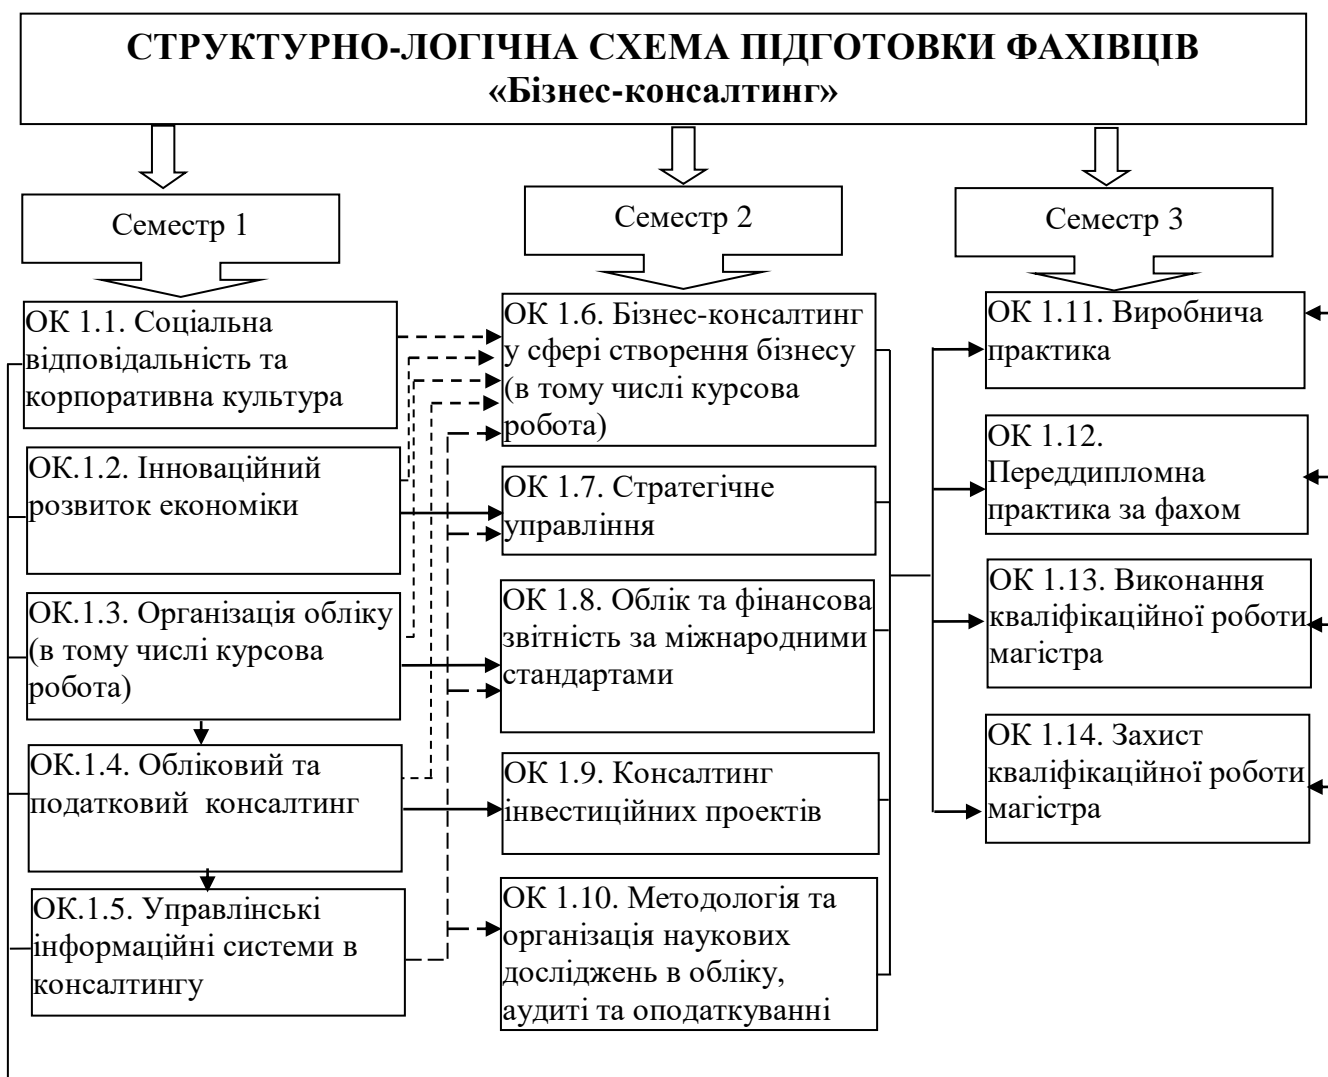 СТРУКТУРНО-ЛОГІЧНА СХЕМА ПІДГОТОВКИ ФАХІВЦІВ
«Бізнес-консалтинг»
Семестр 1
Семестр 2
Семестр 3
ОК 1.1. Соціальна
відповідальність та
корпоративна культура
ОК.1.2. Інноваційний
розвиток економіки
ОК.1.3. Організація обліку
(в тому числі курсова
робота)
ОК.1.4. Обліковий та
податковий консалтинг
ОК.1.5. Управлінські
інформаційні системи в
консалтингу
ОК 1.6. Бізнес-консалтинг
у сфері створення бізнесу
(в тому числі курсова
робота)
ОК 1.7. Стратегічне
управління
ОК 1.8. Облік та фінансова
звітність за міжнародними
стандартами
ОК 1.9. Консалтинг
інвестиційних проектів
ОК 1.10. Методологія та
організація наукових
досліджень в обліку,
аудиті та оподаткуванні
ОК 1.11. Виробнича
практика
ОК 1.12.
Переддипломна
практика за фахом
ОК 1.13. Виконання
кваліфікаційної роботи
магістра
ОК 1.14. Захист
кваліфікаційної роботи
магістра